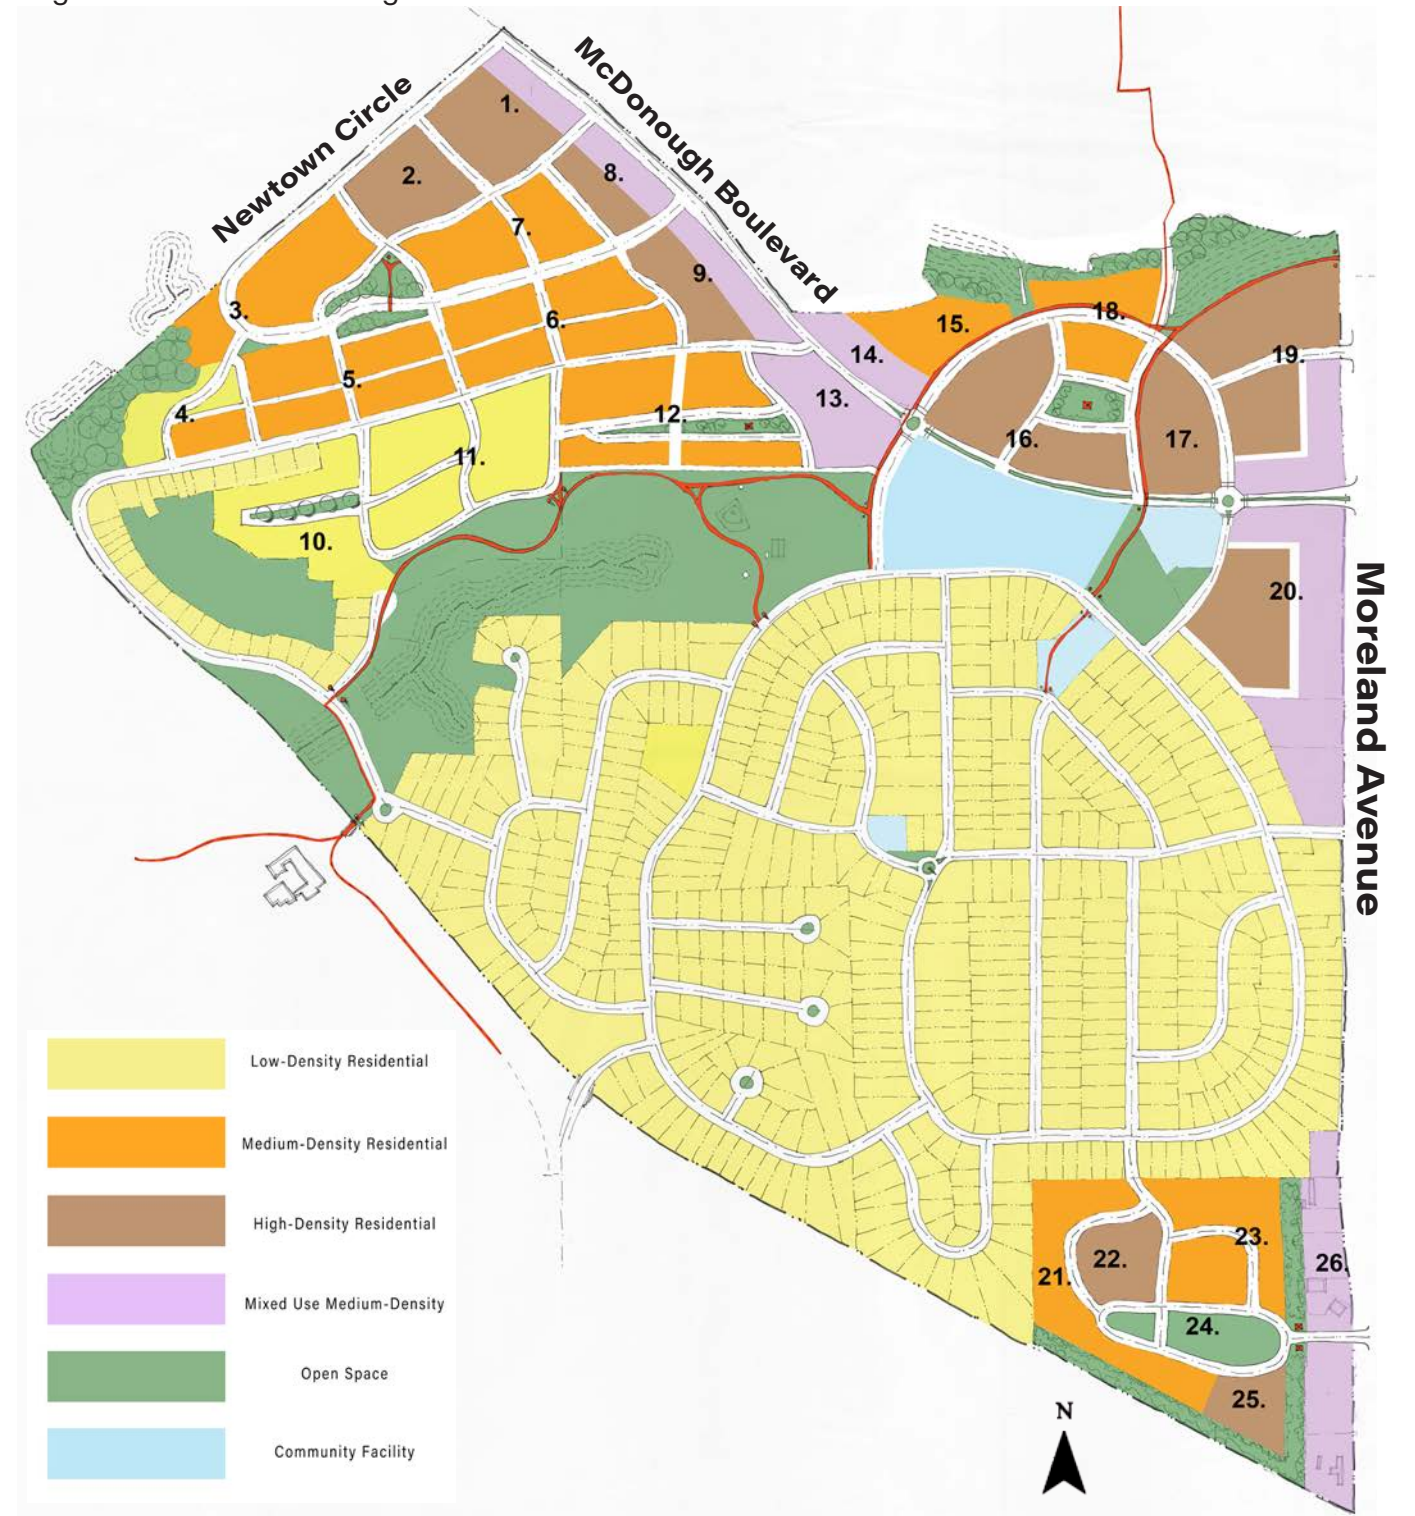 McDonough Boulevard
Newtown Circle
1.
2.
8.
7.
9.
3.
6.
15.
18.
14.
19.
5.
13.
4.
12.
16.
17.
11.
10.
20.
Moreland Avenue
Low-Density Residential
Medium-Density Residential
High-Density Residential
Mixed Use Medium-Density
Open Space
Community Facility
23.
22.
26.
21.
24.
25.
N